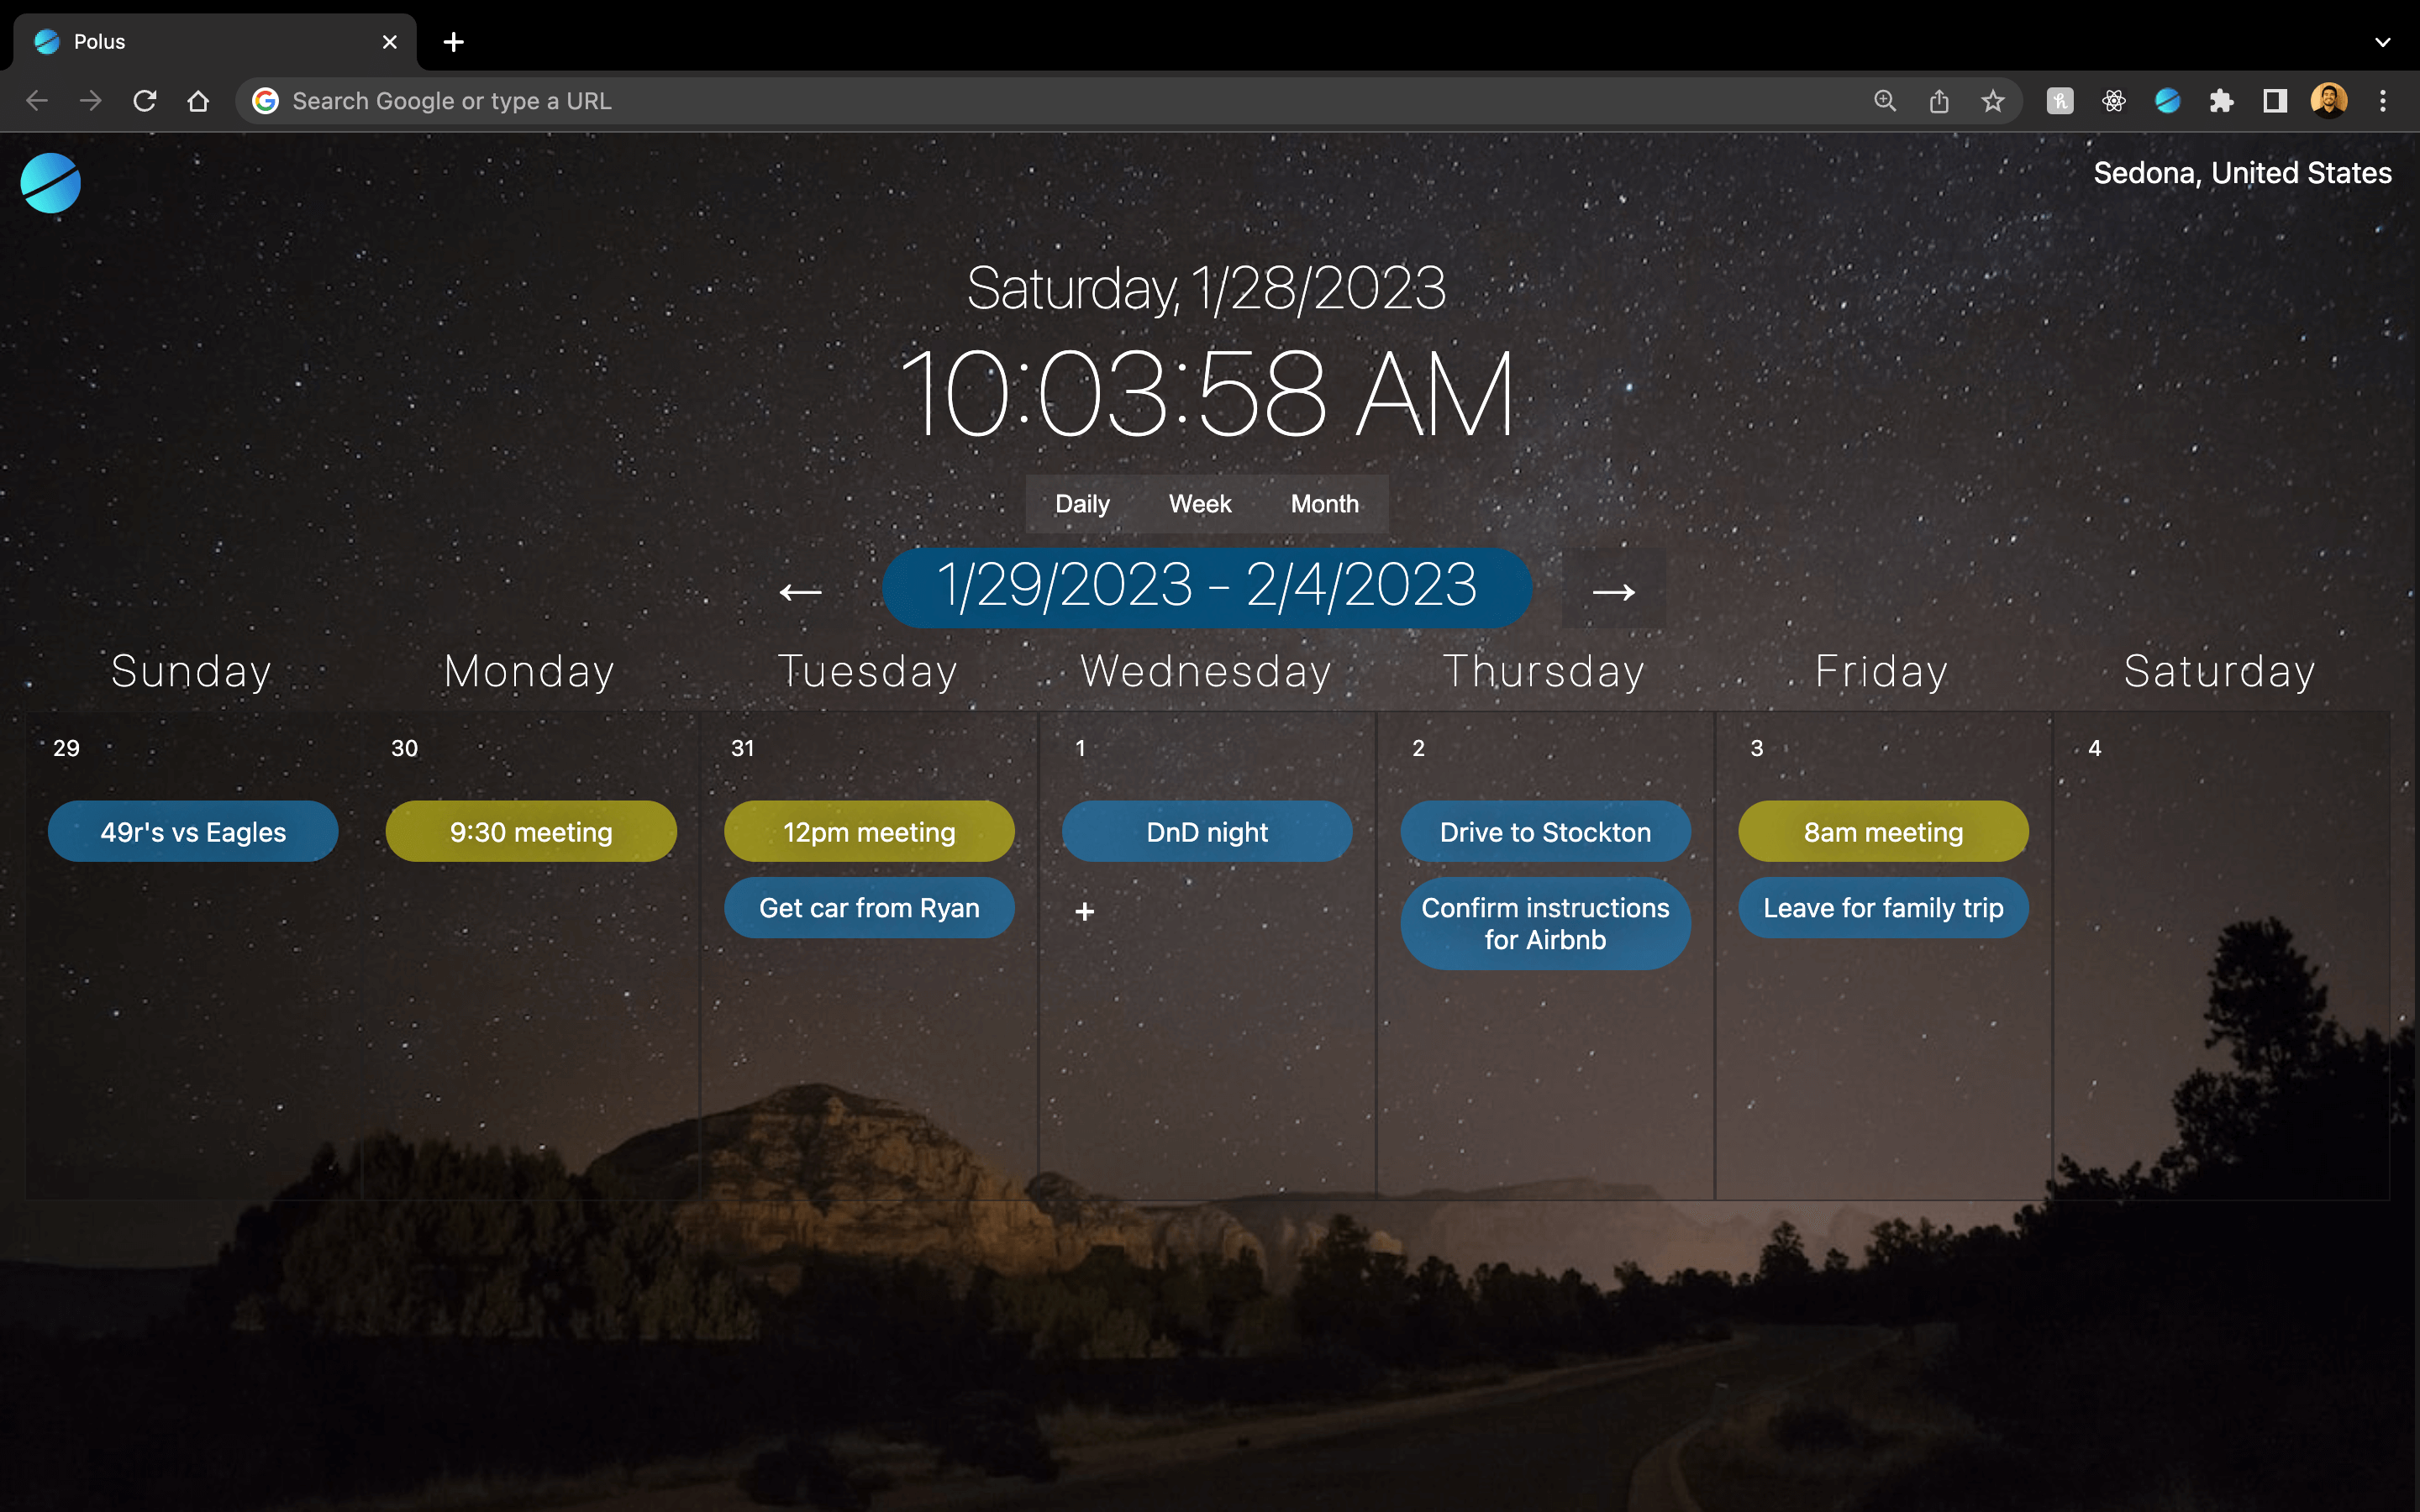 Polus
Search Google or type a URL
Sedona, United States
Saturday, 1/28/2023
10:03:58 AM
Daily Week Month
← 1/29/2023 – 2/4/2023 →
Sunday Monday Tuesday Wednesday Thursday Friday Saturday
29 30 31 1 2 3 4
49r's vs Eagles
9:30 meeting
12pm meeting
Get car from Ryan
DnD night
+
Drive to Stockton
Confirm instructions
for Airbnb
8am meeting
Leave for family trip